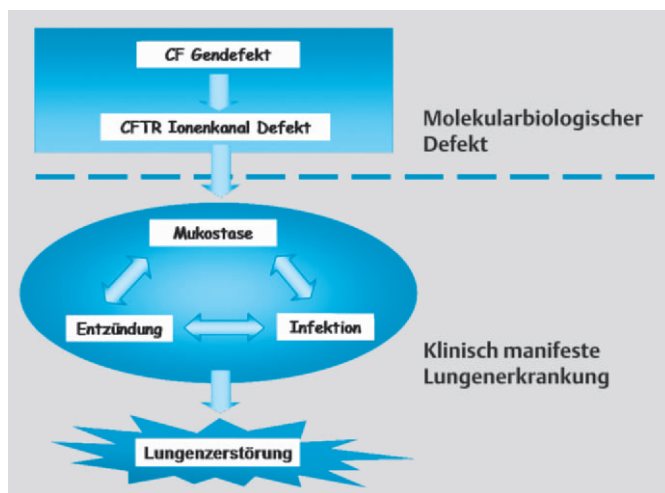 CF Gendefekt
CFTR Ionenkanal Defekt
Molekularbiologischer
Defekt
Mukostase
Entzündung
Infektion
Klinisch manifeste
Lungenerkrankung
Lungenzerstörung